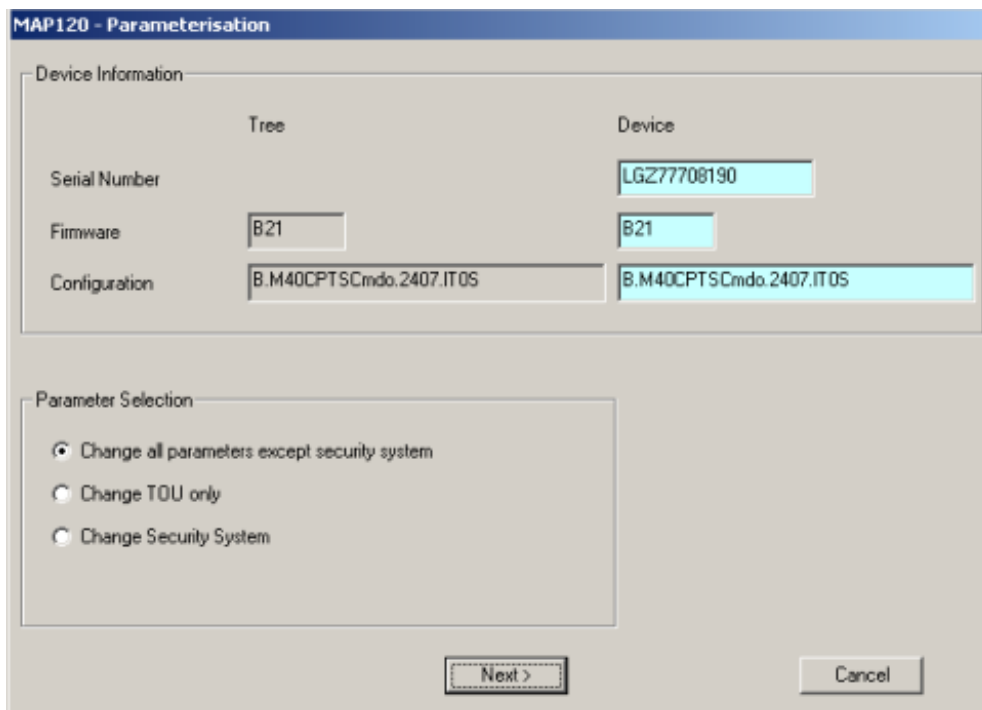 MAP120 - Parameterisation
Device Information
Tree Device
Serial Number LGZ77708190
Firmware B21 B21
Configuration B.M40CPTSCmdo.2407.IT0S B.M40CPTSCmdo.2407.IT0S
Parameter Selection
Change all parameters except security system
Change TOU only
Change Security System
Next > Cancel